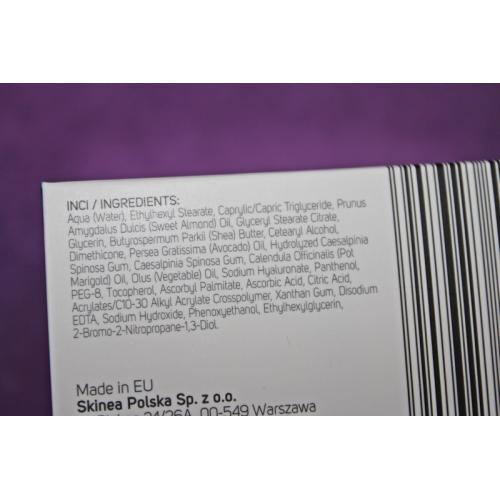 INCI / INGREDIENTS:
Aqua (Water), Ethylhexyl Stearate, Caprylic/Capric Triglyceride, Prunus
Amygdalus Dulcis (Sweet Almond) Oil, Glyceryl Stearate Citrate,
Glycerin, Butyrospermum Parkii (Shea) Butter, Cetearyl Alcohol,
Dimethicone, Persea Gratissima (Avocado) Oil, Hydrolyzed Caesalpinia
Spinosa Gum, Caesalpinia Spinosa Gum, Calendula Officinalis (Pot
Marigold) Oil, Olus (Vegetable) Oil, Sodium Hyaluronate, Panthenol,
PEG-8, Tocopherol, Ascorbyl Palmitate, Ascorbic Acid, Citric Acid,
Acrylates/C10-30 Alkyl Acrylate Crosspolymer, Xanthan Gum, Disodium
EDTA, Sodium Hydroxide, Phenoxyethanol, Ethylhexylglycerin,
2-Bromo-2-Nitropropane-1,3-Diol.
Made in EU
Skinea Polska Sp. z o.o.
24/26A, 00-549 Warszawa